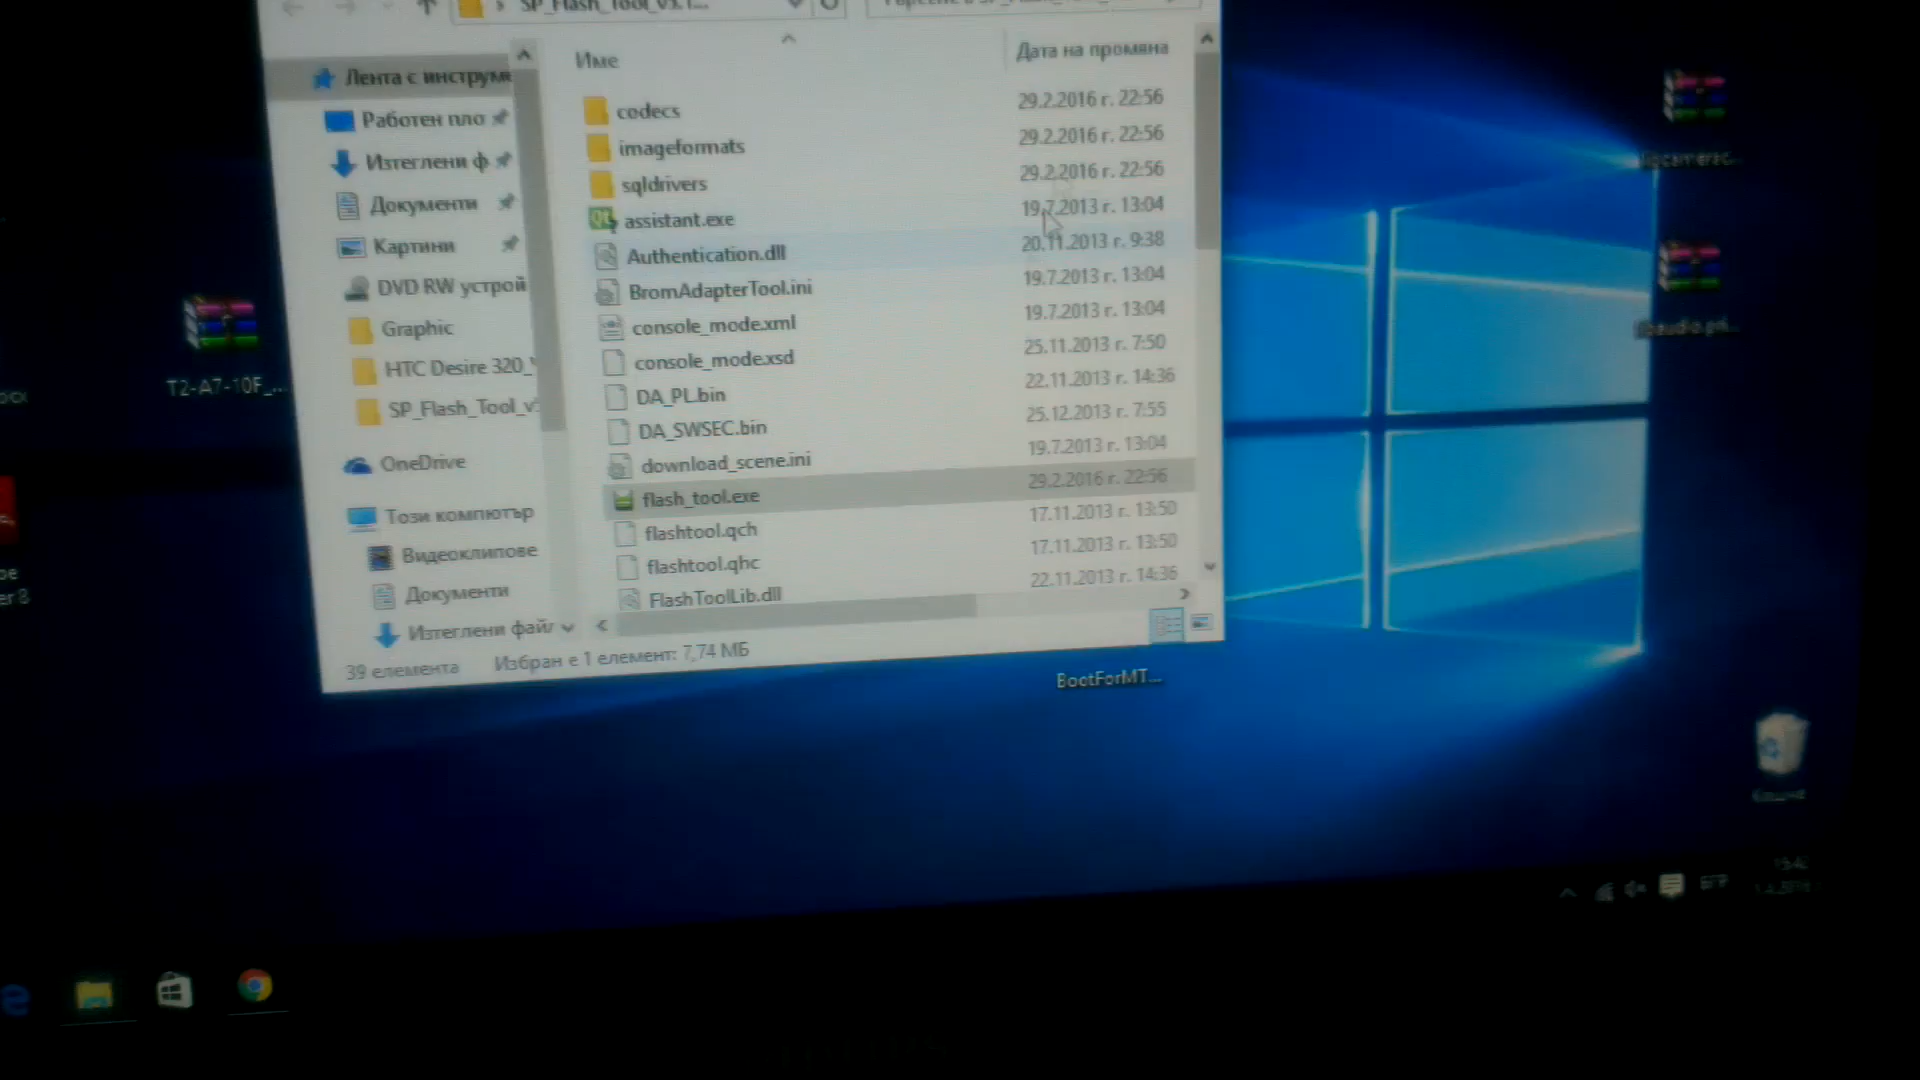 SP_Flash_Tool_v5.1...
Име
Дата на промяна
Лента с инструм
Работен пло
Изтеглени ф
Документи
Картини
DVD RW устрой
Graphic
HTC Desire 320_
SP_Flash_Tool_v
OneDrive
Този компютър
Видеоклипове
Документи
Изтеглени файл
codecs 29.2.2016 г. 22:56
imageformats 29.2.2016 г. 22:56
sqldrivers 29.2.2016 г. 22:56
assistant.exe 19.7.2013 г. 13:04
Authentication.dll 20.11.2013 г. 9:38
BromAdapterTool.ini 19.7.2013 г. 13:04
console_mode.xml 19.7.2013 г. 13:04
console_mode.xsd 25.11.2013 г. 7:50
DA_PL.bin 22.11.2013 г. 14:36
DA_SWSEC.bin 25.12.2013 г. 7:55
download_scene.ini 19.7.2013 г. 13:04
flash_tool.exe 29.2.2016 г. 22:56
flashtool.qch 17.11.2013 г. 13:50
flashtool.qhc 17.11.2013 г. 13:50
FlashToolLib.dll 22.11.2013 г. 14:36
39 елемента
Избран е 1 елемент: 7,74 МБ
T2-A7-10F_...
BootForMT...
Кошче
БГР